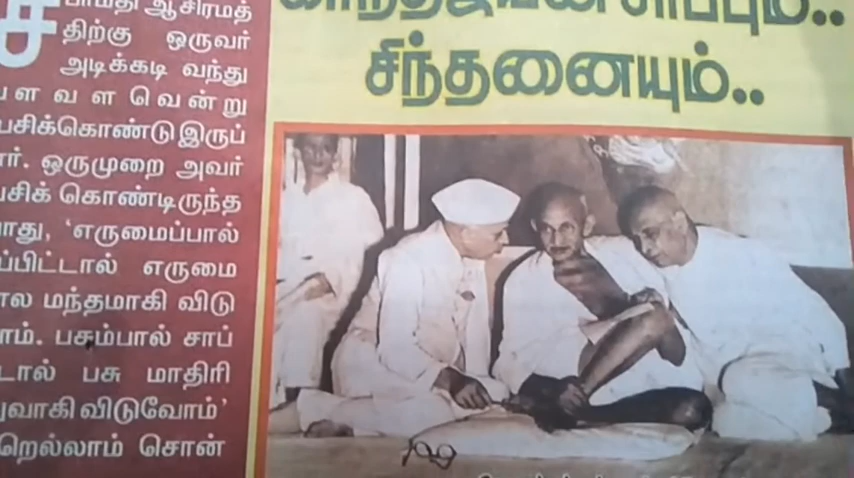 ஆசிரமத்
திற்கு ஒருவர்
அடிக்கடி வந்து
ள வ ள வென்று
சிக்கொண்டு இருப்
ர். ஒருமுறை அவர்
சிக் கொண்டிருந்த
து, ‘எருமைப்பால்
ப்பிட்டால் எருமை
ல மந்தமாகி விடு
ம். பசும்பால் சாப்
டால் பசு மாதிரி
வாகி விடுவோம்’
றெல்லாம் சொன்
சிந்தனையும்..